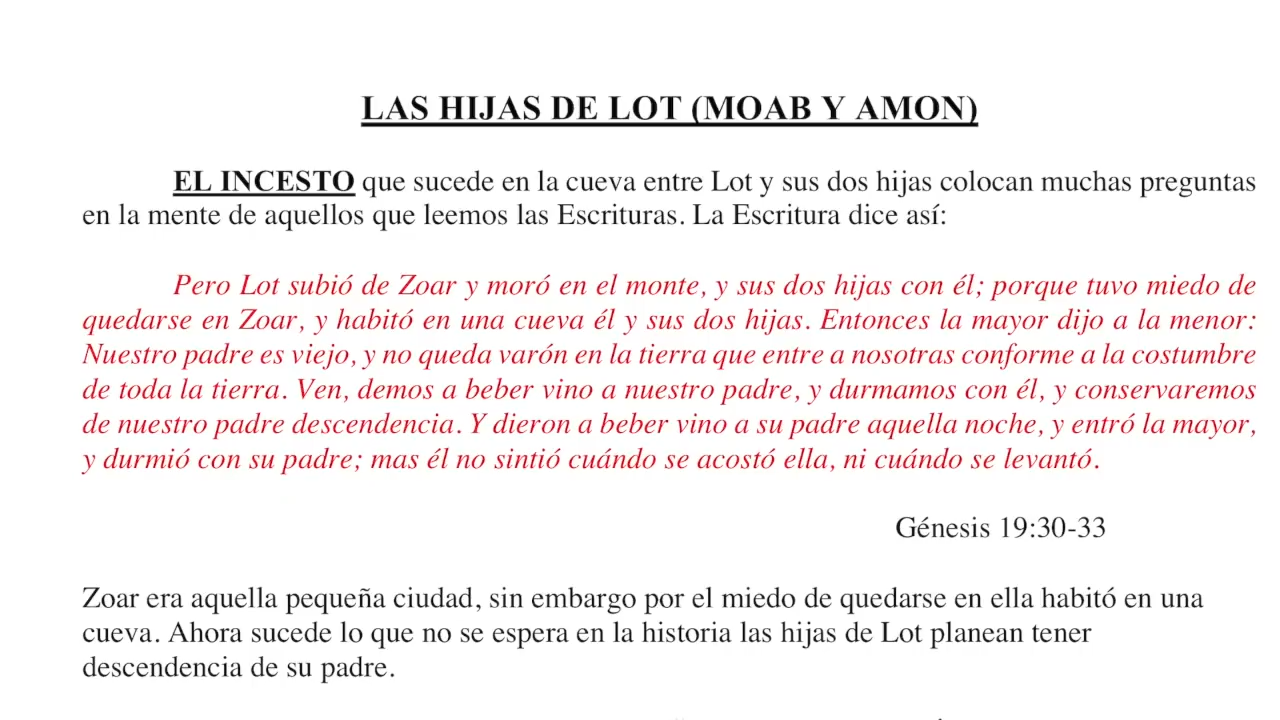 LAS HIJAS DE LOT (MOAB Y AMON)
EL INCESTO que sucede en la cueva entre Lot y sus dos hijas colocan muchas preguntas
en la mente de aquellos que leemos las Escrituras. La Escritura dice así:
Pero Lot subió de Zoar y moró en el monte, y sus dos hijas con él; porque tuvo miedo de
quedarse en Zoar, y habitó en una cueva él y sus dos hijas. Entonces la mayor dijo a la menor:
Nuestro padre es viejo, y no queda varón en la tierra que entre a nosotras conforme a la costumbre
de toda la tierra. Ven, demos a beber vino a nuestro padre, y durmamos con él, y conservaremos
de nuestro padre descendencia. Y dieron a beber vino a su padre aquella noche, y entró la mayor,
y durmió con su padre; mas él no sintió cuándo se acostó ella, ni cuándo se levantó.
Génesis 19:30-33
Zoar era aquella pequeña ciudad, sin embargo por el miedo de quedarse en ella habitó en una
cueva. Ahora sucede lo que no se espera en la historia las hijas de Lot planean tener
descendencia de su padre.